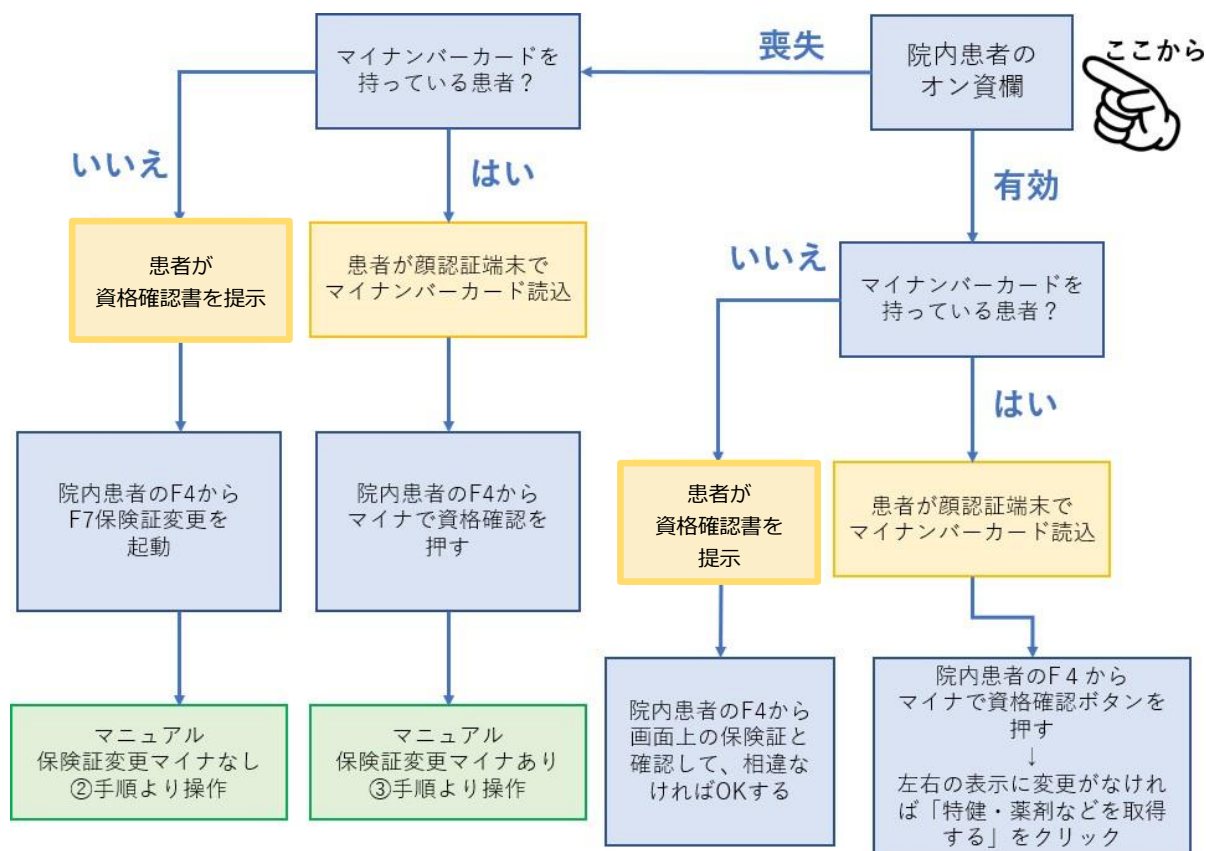 ここから
院内患者の
オン資欄
喪失
マイナンバーカードを
持っている患者？
いいえ
はい
患者が
資格確認書を提示
患者が顔認証端末で
マイナンバーカード読込
院内患者のF4から
F7保険証変更を
起動
院内患者のF4から
マイナで資格確認を
押す
マニュアル
保険証変更マイナなし
②手順より操作
マニュアル
保険証変更マイナあり
③手順より操作
有効
マイナンバーカードを
持っている患者？
いいえ
はい
患者が
資格確認書を
提示
患者が顔認証端末で
マイナンバーカード読込
院内患者のF4から
画面上の保険証と
確認して、相違な
ければOKする
院内患者のF４から
マイナで資格確認ボタンを
押す
↓
左右の表示に変更がなけれ
ば「特健・薬剤などを取得
する」をクリック